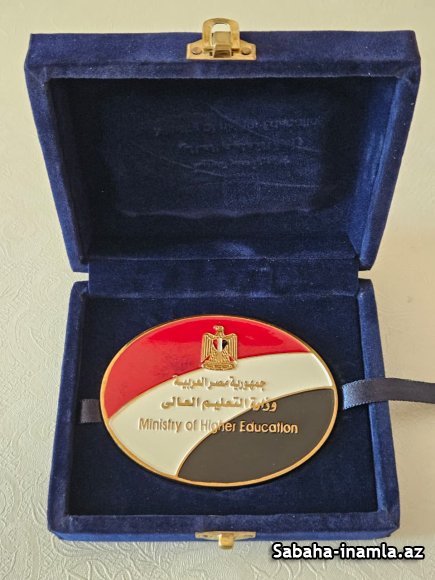 جمهورية مصر العربية
وزارة التعليم العالى
Ministry of Higher Education
Sabaha-inamla.az